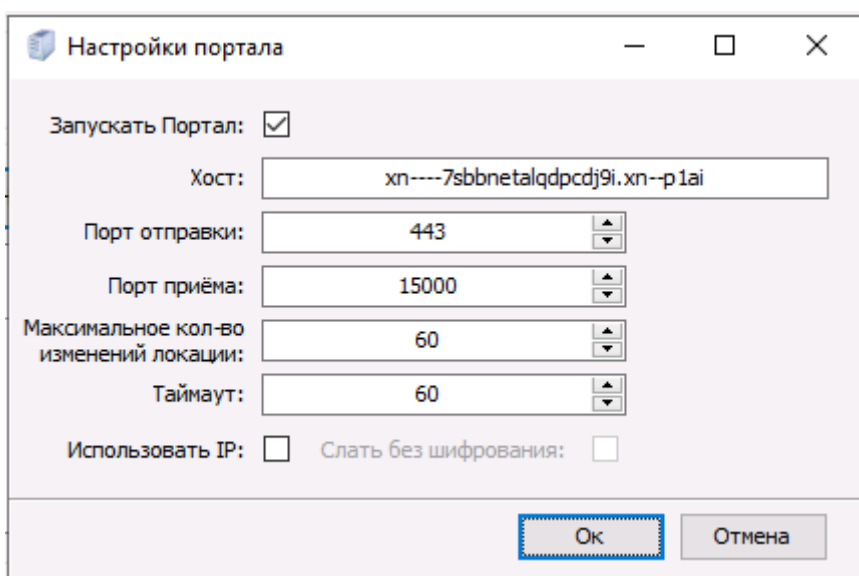 Настройки портала
Запускать Портал:
Хост: xn----7sbbnetalqdpcdj9i.xn--p1ai
Порт отправки: 443
Порт приёма: 15000
Максимальное кол-во
изменений локации: 60
Таймаут: 60
Использовать IP: Слать без шифрования:
Ок Отмена